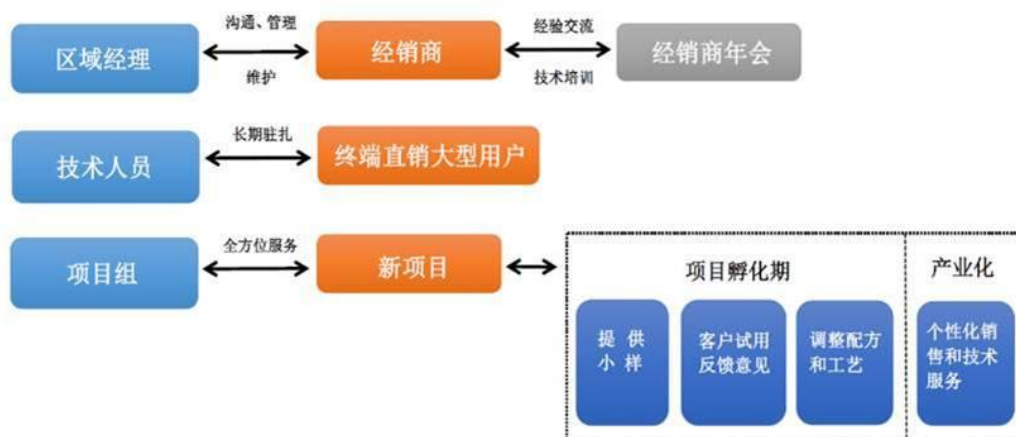 沟通、管理
区域经理
经销商
维护
经验交流
经销商年会
技术培训
长期驻扎
技术人员
终端直销大型用户
全方位服务
项目组
新项目
项目孵化期
产业化
提 供
小 样
客户试用
反馈意见
调整配方
和工艺
个性化销
售和技术
服务